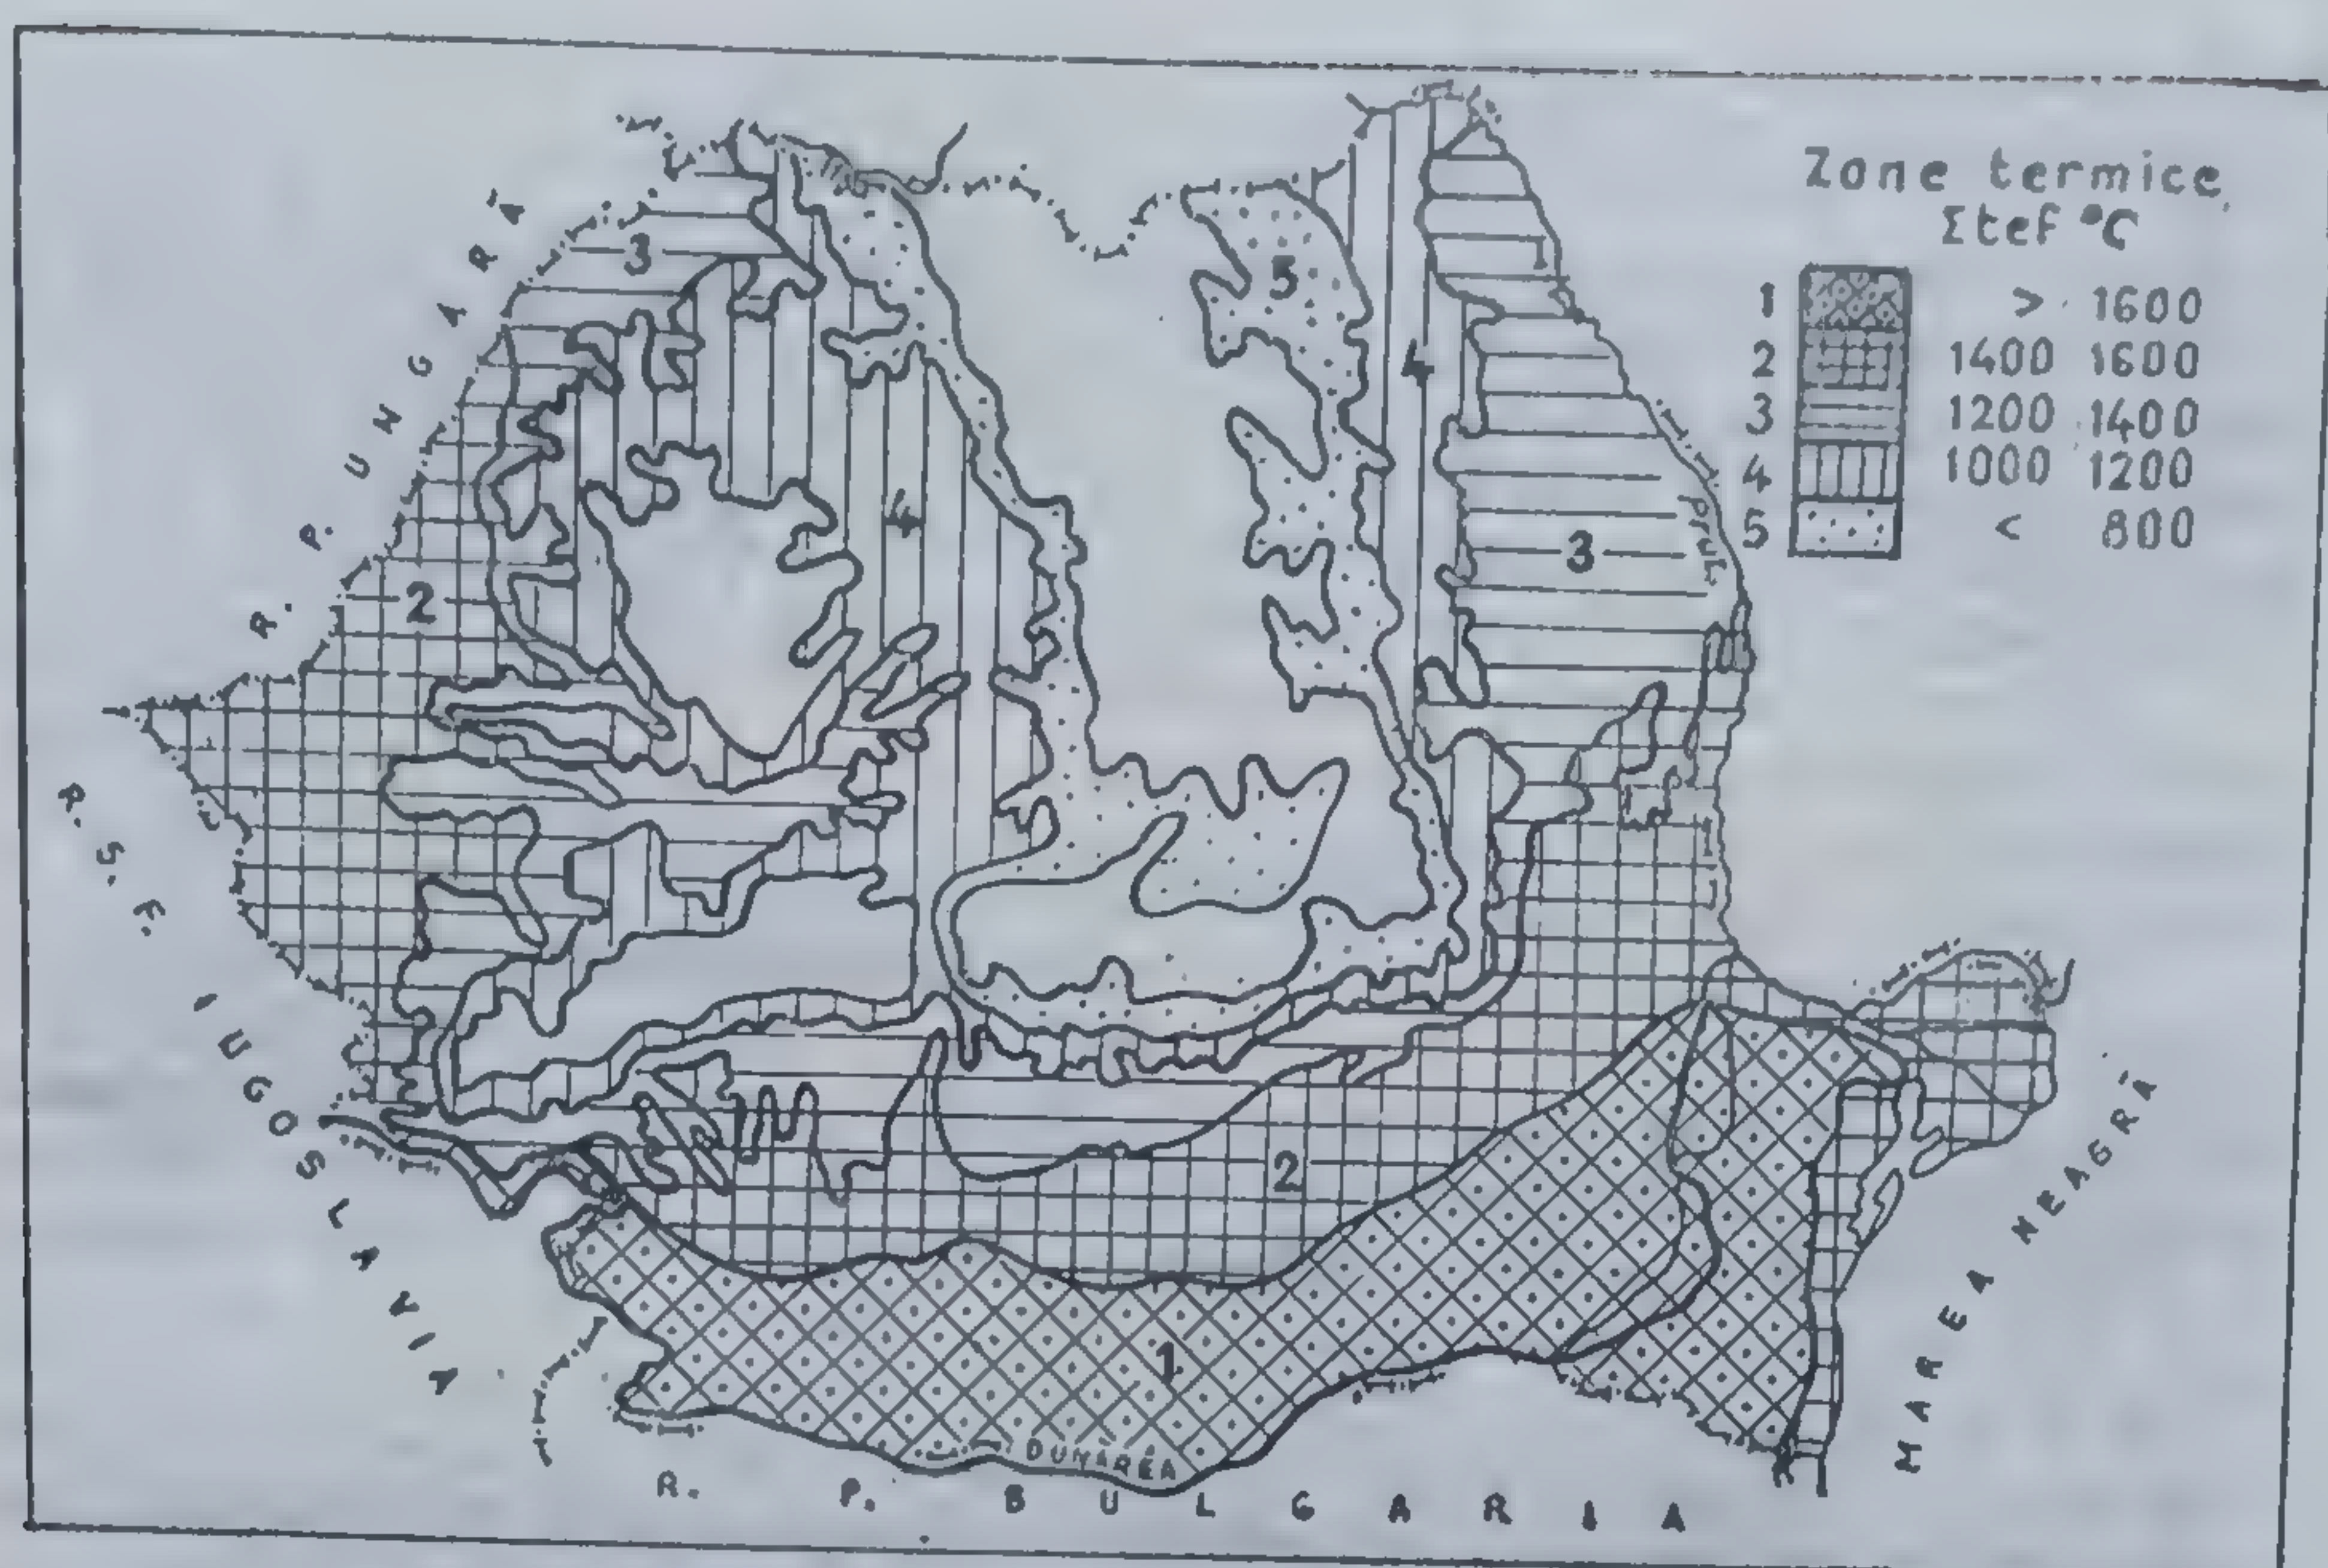 Zone termice
Σtef °C
1 > 1600
2 1400 1600
3 1200 1400
4 1000 1200
5 < 800
R. P. UNGARĂ
R.S.F. IUGOSLAVIA
R. P. BULGARIA
MAREA NEAGRĂ
DUNĂREA
Prut
3
5
4
4
3
2
2
1